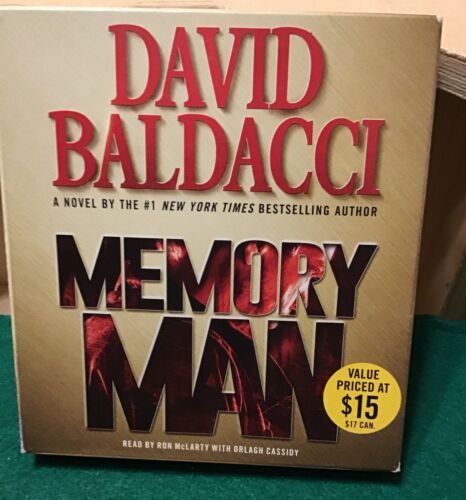 DAVID
BALDACCI
A NOVEL BY THE #1 NEW YORK TIMES BESTSELLING AUTHOR
MEMORY
MAN
VALUE
PRICED AT
$15
$17 CAN.
READ BY RON McLARTY WITH ORLAGH CASSIDY